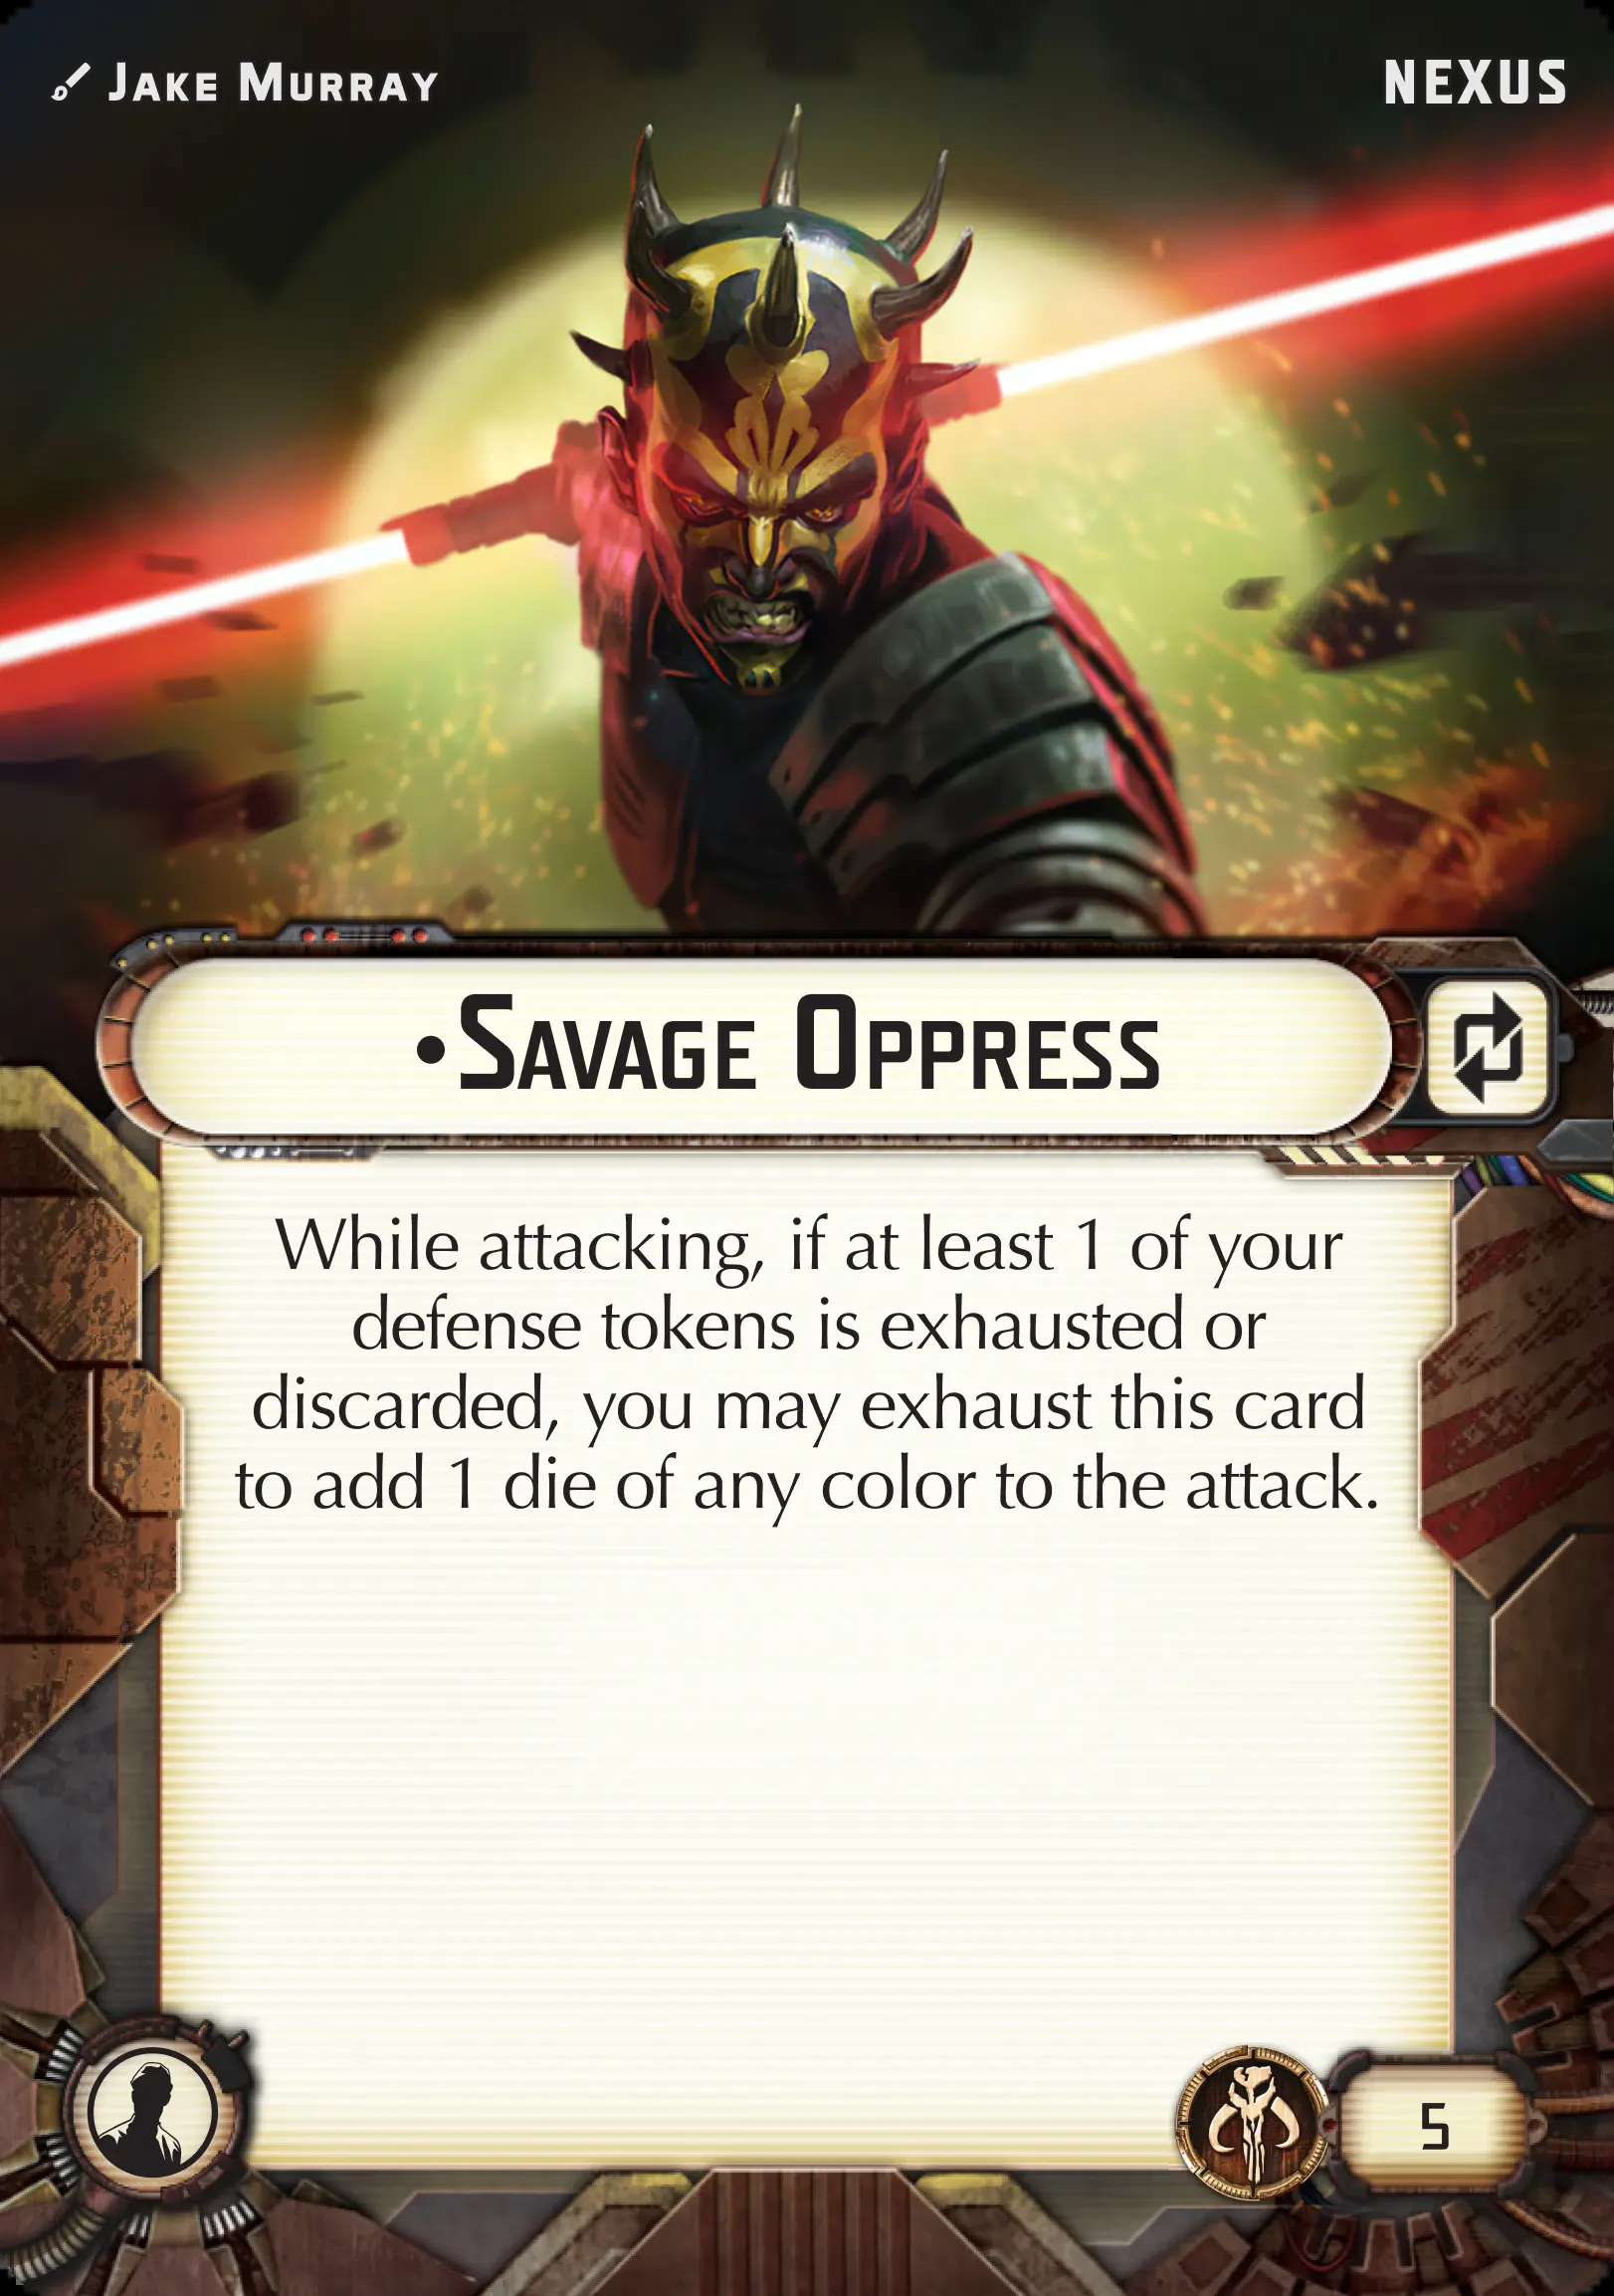 Jake Murray
NEXUS
•Savage Oppress
While attacking, if at least 1 of your
defense tokens is exhausted or
discarded, you may exhaust this card
to add 1 die of any color to the attack.
5